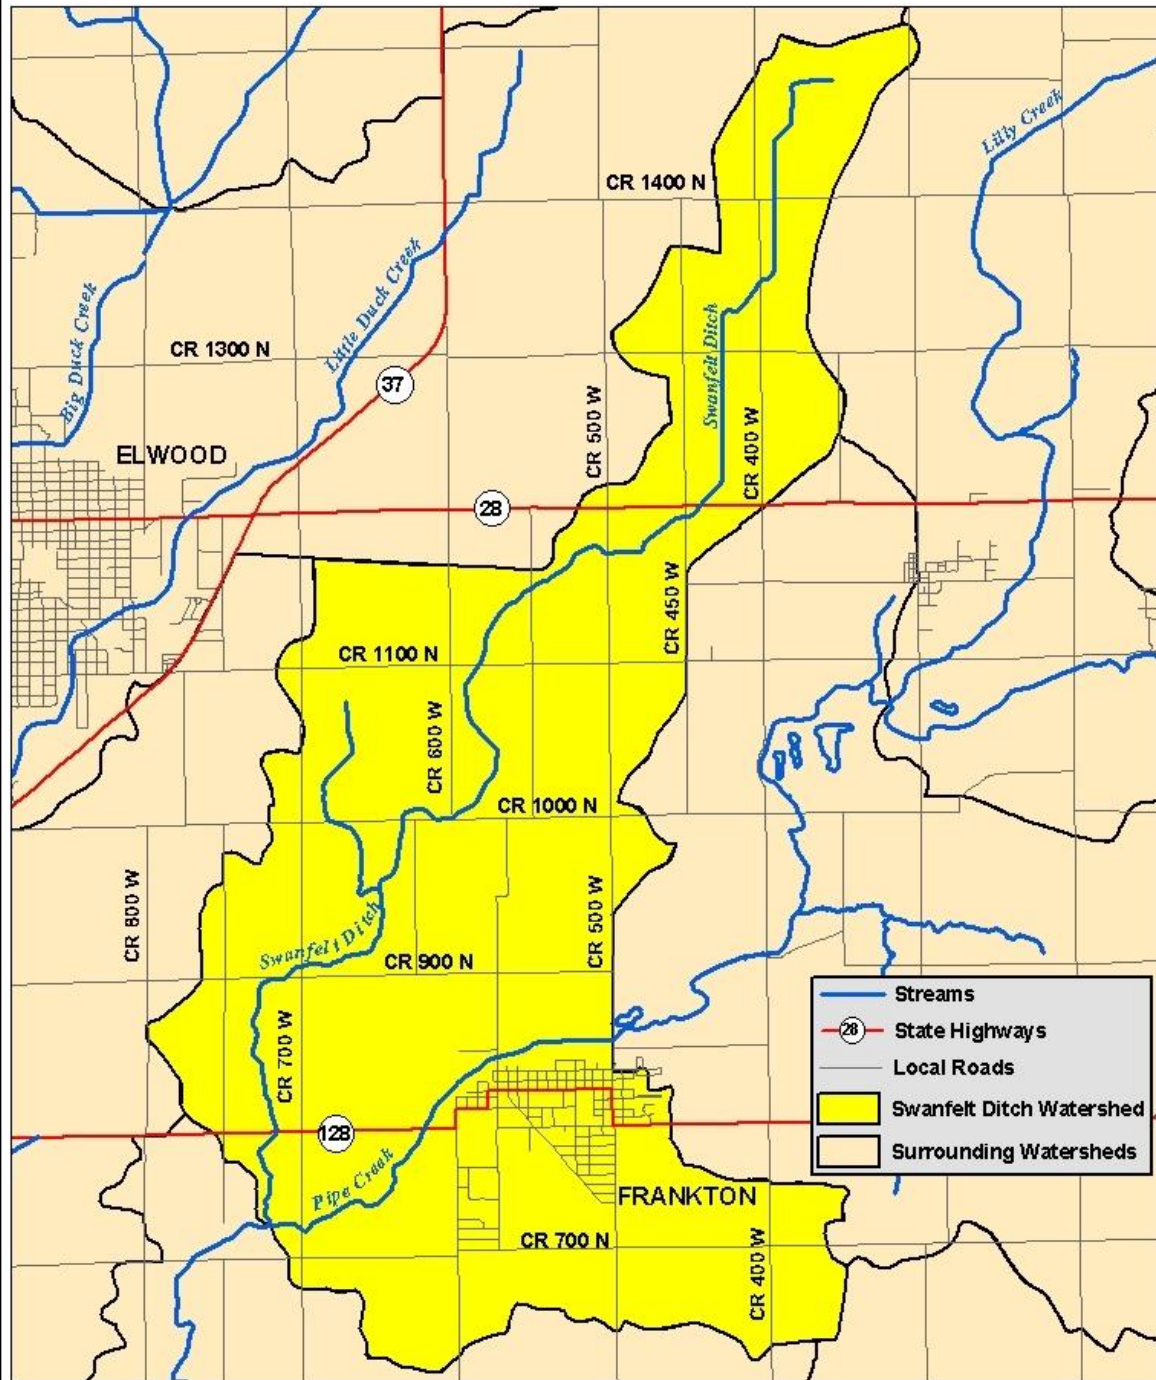 Lilly Creek
CR 1400 N
Little Duck Creek
Big Duck Creek
Swanfelt Ditch
CR 1300 N
37
CR 500 W
CR 400 W
ELWOOD
28
CR 450 W
CR 1100 N
CR 600 W
CR 1000 N
CR 800 W
CR 500 W
Swanfelt Ditch
CR 900 N
Streams
28
State Highways
CR 700 W
Local Roads
Swanfelt Ditch Watershed
128
Surrounding Watersheds
Pipe Creek
FRANKTON
CR 700 N
CR 400 W